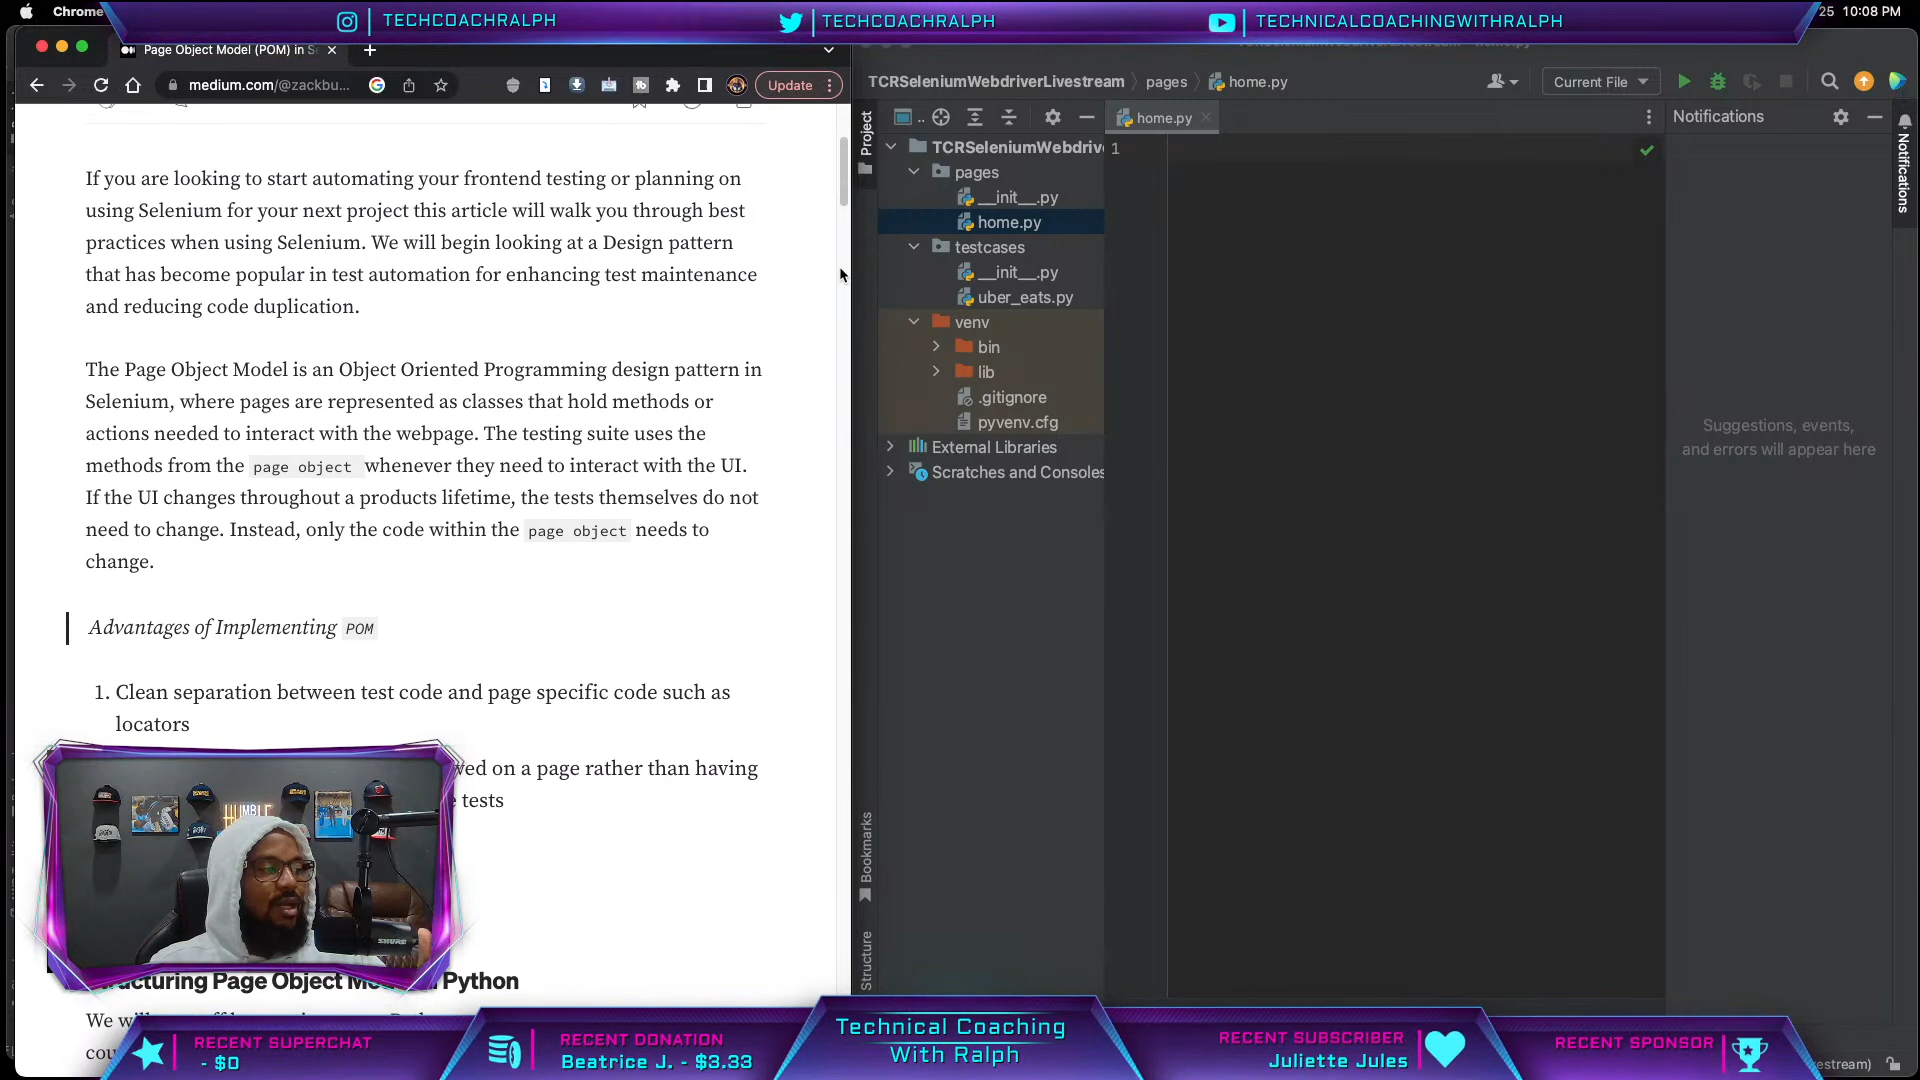 Chrome
TECHCOACHRALPH
TECHCOACHRALPH
TECHNICALCOACHINGWITHRALPH
25 10:08 PM
Page Object Model (POM) in S
medium.com/@zackbu...
Update
If you are looking to start automating your frontend testing or planning on
using Selenium for your next project this article will walk you through best
practices when using Selenium. We will begin looking at a Design pattern
that has become popular in test automation for enhancing test maintenance
and reducing code duplication.
The Page Object Model is an Object Oriented Programming design pattern in
Selenium, where pages are represented as classes that hold methods or
actions needed to interact with the webpage. The testing suite uses the
methods from the page object whenever they need to interact with the UI.
If the UI changes throughout a products lifetime, the tests themselves do not
need to change. Instead, only the code within the page object needs to
change.
Advantages of Implementing POM
1. Clean separation between test code and page specific code such as
locators
on a page rather than having
tests
Page Object Python
We
TCRSeleniumWebdriverLivestream
pages
home.py
Current File
Project
home.py
Notifications
TCRSeleniumWebdrive
1
pages
__init__.py
home.py
testcases
__init__.py
uber_eats.py
venv
bin
lib
.gitignore
pyvenv.cfg
External Libraries
Scratches and Consoles
Bookmarks
Structure
Notifications
Suggestions, events,
and errors will appear here
HUMBLE
SHURE
RECENT SUPERCHAT
- $0
RECENT DONATION
Beatrice J. - $3.33
Technical Coaching
With Ralph
RECENT SUBSCRIBER
Juliette Jules
RECENT SPONSOR
estream)